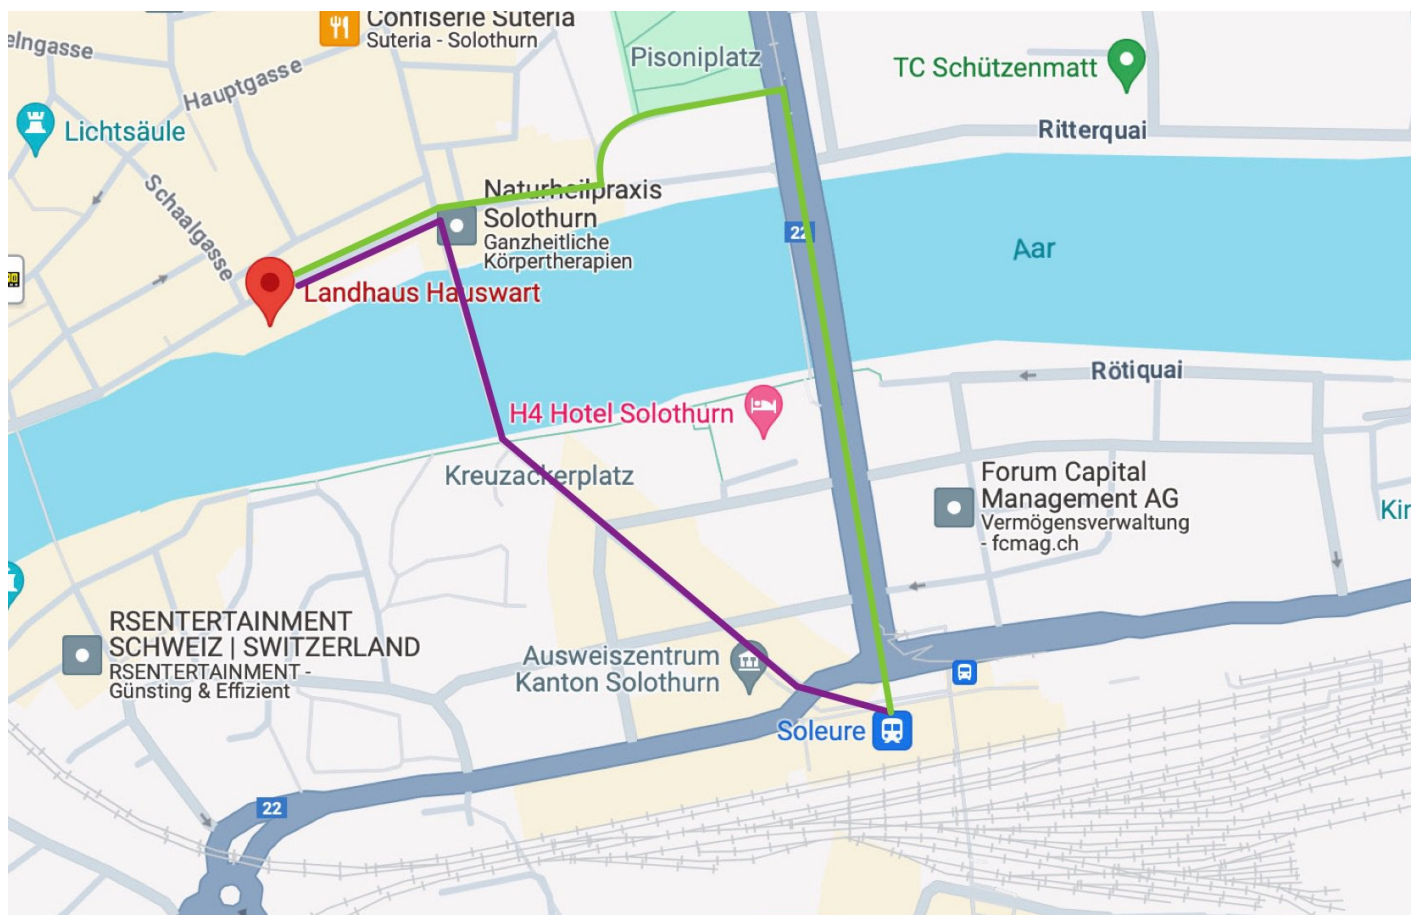 Confiserie Suteria
Suteria - Solothurn
elngasse
Hauptgasse
Pisoniplatz
TC Schützenmatt
Lichtsäule
Ritterquai
Schaalgasse
Naturheilpraxis
Solothurn
Ganzheitliche
Körpertherapien
22
Aar
Landhaus Hauswart
Rötiquai
H4 Hotel Solothurn
Kreuzackerplatz
Forum Capital
Management AG
Vermögensverwaltung
- fcmag.ch
Kir
RSENTERTAINMENT
SCHWEIZ | SWITZERLAND
RSENTERTAINMENT -
Günsting & Effizient
Ausweiszentrum
Kanton Solothurn
Soleure
22